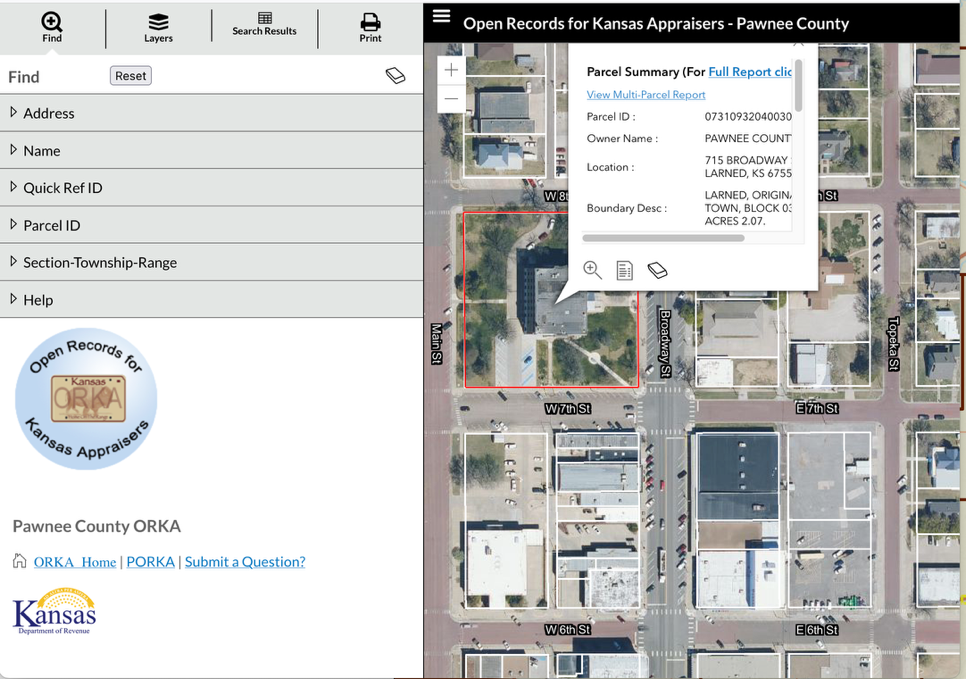 Find
Layers
Search Results
Print
Open Records for Kansas Appraisers - Pawnee County
Find
Reset
Address
Name
Quick Ref ID
Parcel ID
Section-Township-Range
Help
Open Records for
Kansas
ORKA
Kansas Appraisers
Pawnee County ORKA
ORKA Home | PORKA | Submit a Question?
Kansas
Department of Revenue
+
−
Parcel Summary (For Full Report clic
View Multi-Parcel Report
Parcel ID : 07310932040030
Owner Name : PAWNEE COUNT
Location : 715 BROADWAY
LARNED, KS 6755
Boundary Desc : LARNED, ORIGIN
TOWN, BLOCK 03
ACRES 2.07.
W 8
h St
Main St
Broadway St
Topeka St
W 7th St
E 7th St
W 6th St
E 6th St